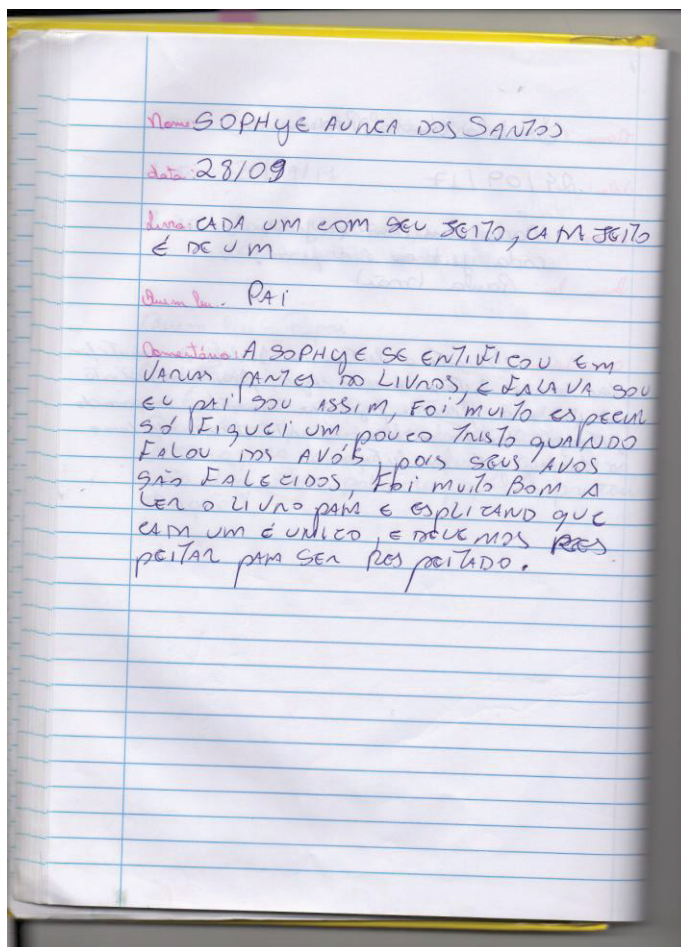 Nome: SOPHYE AUREA DOS SANTOS
data: 28/09
Livro: CADA UM COM SEU JEITO, CADA JEITO
É DE UM
Quem leu: PAI
Comentário: A SOPHYE SE ENTIFICOU EM
VARIAS PARTES DO LIVROS, E FALAVA SOU
EU PAI SOU ASSIM, FOI MUITO ESPECIAL
SÓ FIQUEI UM POUCO TRISTO QUANDO
FALOU DOS AVÓS, POIS SEUS AVOS
SÃO FALECIDOS, FOI MUITO BOM A
LER O LIVRO PARA E ESPLICANDO QUE
CADA UM É UNICO, E DEVEMOS RES
PEITAR PARA SER RES PEITADO.